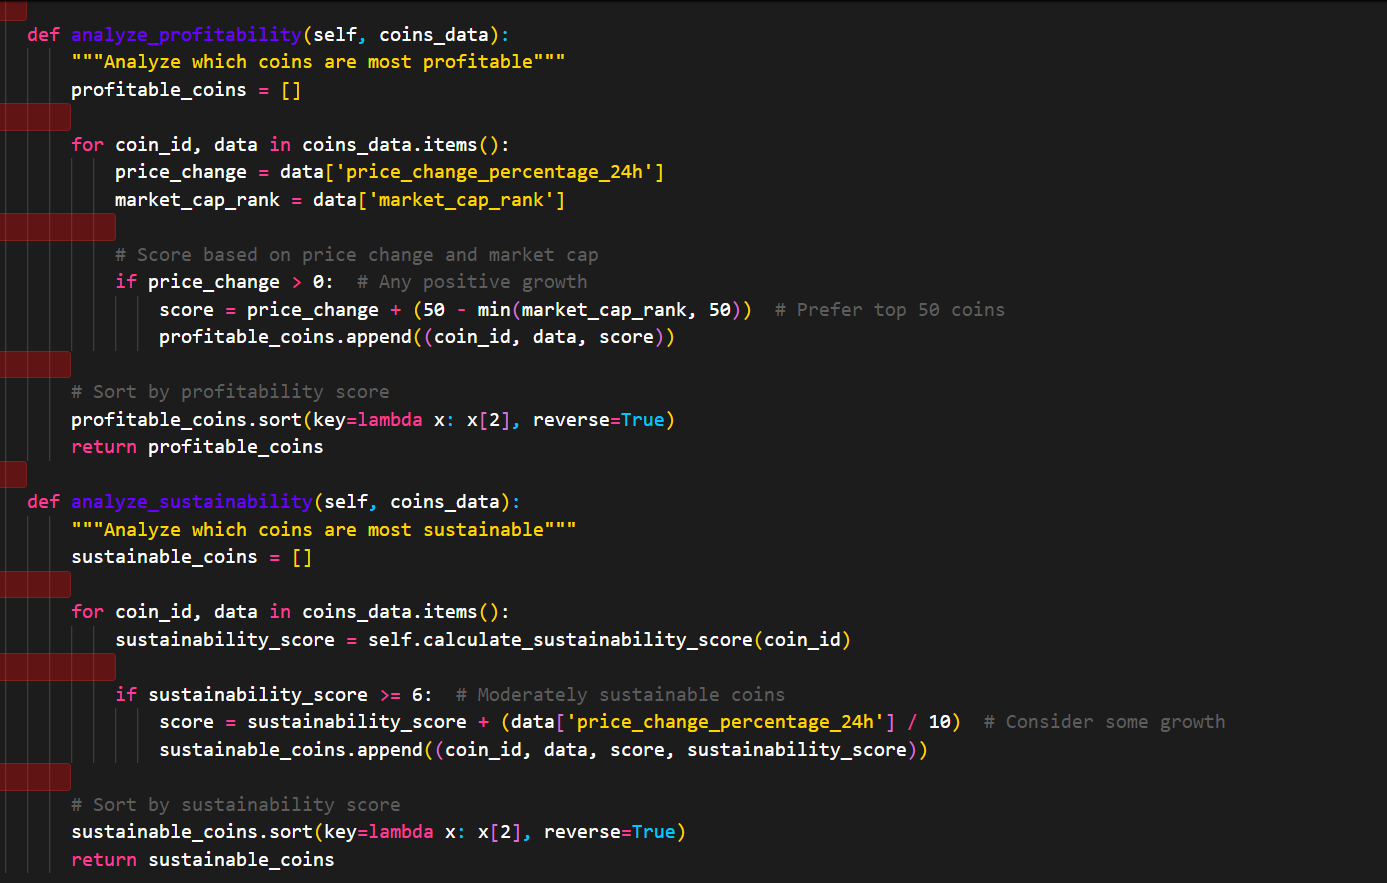 def analyze_profitability(self, coins_data):
    """Analyze which coins are most profitable"""
    profitable_coins = []

    for coin_id, data in coins_data.items():
        price_change = data['price_change_percentage_24h']
        market_cap_rank = data['market_cap_rank']

        # Score based on price change and market cap
        if price_change > 0:  # Any positive growth
            score = price_change + (50 - min(market_cap_rank, 50))  # Prefer top 50 coins
            profitable_coins.append((coin_id, data, score))

    # Sort by profitability score
    profitable_coins.sort(key=lambda x: x[2], reverse=True)
    return profitable_coins

def analyze_sustainability(self, coins_data):
    """Analyze which coins are most sustainable"""
    sustainable_coins = []

    for coin_id, data in coins_data.items():
        sustainability_score = self.calculate_sustainability_score(coin_id)

        if sustainability_score >= 6:  # Moderately sustainable coins
            score = sustainability_score + (data['price_change_percentage_24h'] / 10)  # Consider some growth
            sustainable_coins.append((coin_id, data, score, sustainability_score))

    # Sort by sustainability score
    sustainable_coins.sort(key=lambda x: x[2], reverse=True)
    return sustainable_coins